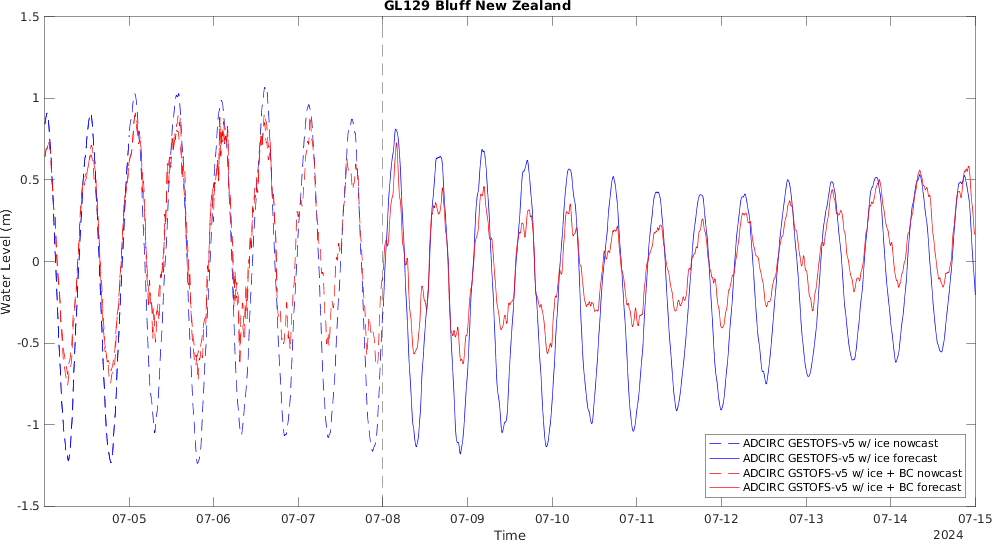 GL129 Bluff New Zealand
1.5
1
0.5
0
-0.5
-1
-1.5
Water Level (m)
07-05 07-06 07-07 07-08 07-09 07-10 07-11 07-12 07-13 07-14 07-15
Time
2024
ADCIRC GESTOFS-v5 w/ ice nowcast
ADCIRC GESTOFS-v5 w/ ice forecast
ADCIRC GSTOFS-v5 w/ ice + BC nowcast
ADCIRC GSTOFS-v5 w/ ice + BC forecast